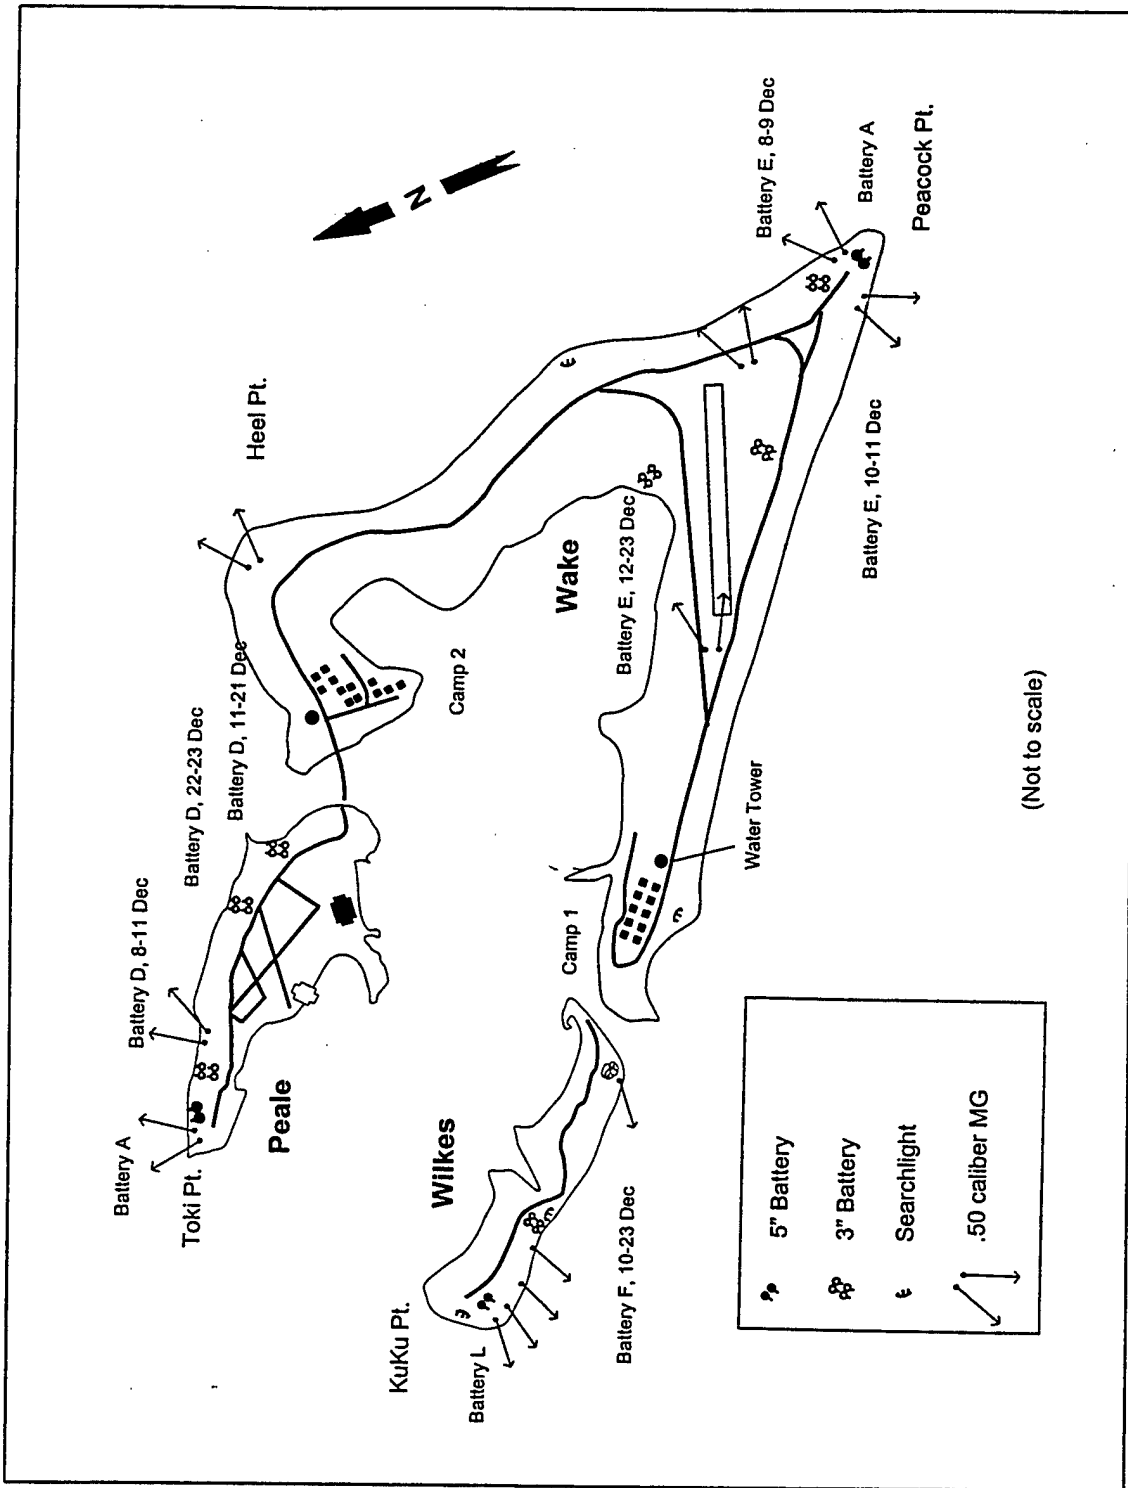 Battery A
Toki Pt.
Battery D, 8-11 Dec
Battery D, 22-23 Dec
Battery D, 11-21 Dec
Peale
Heel Pt.
Camp 2
N
KuKu Pt.
Battery L
Wilkes
Battery F, 10-23 Dec
Camp 1
Water Tower
Wake
Battery E, 12-23 Dec
Battery E, 10-11 Dec
Battery E, 8-9 Dec
Battery A
Peacock Pt.
5" Battery
3" Battery
Searchlight
.50 caliber MG
(Not to scale)